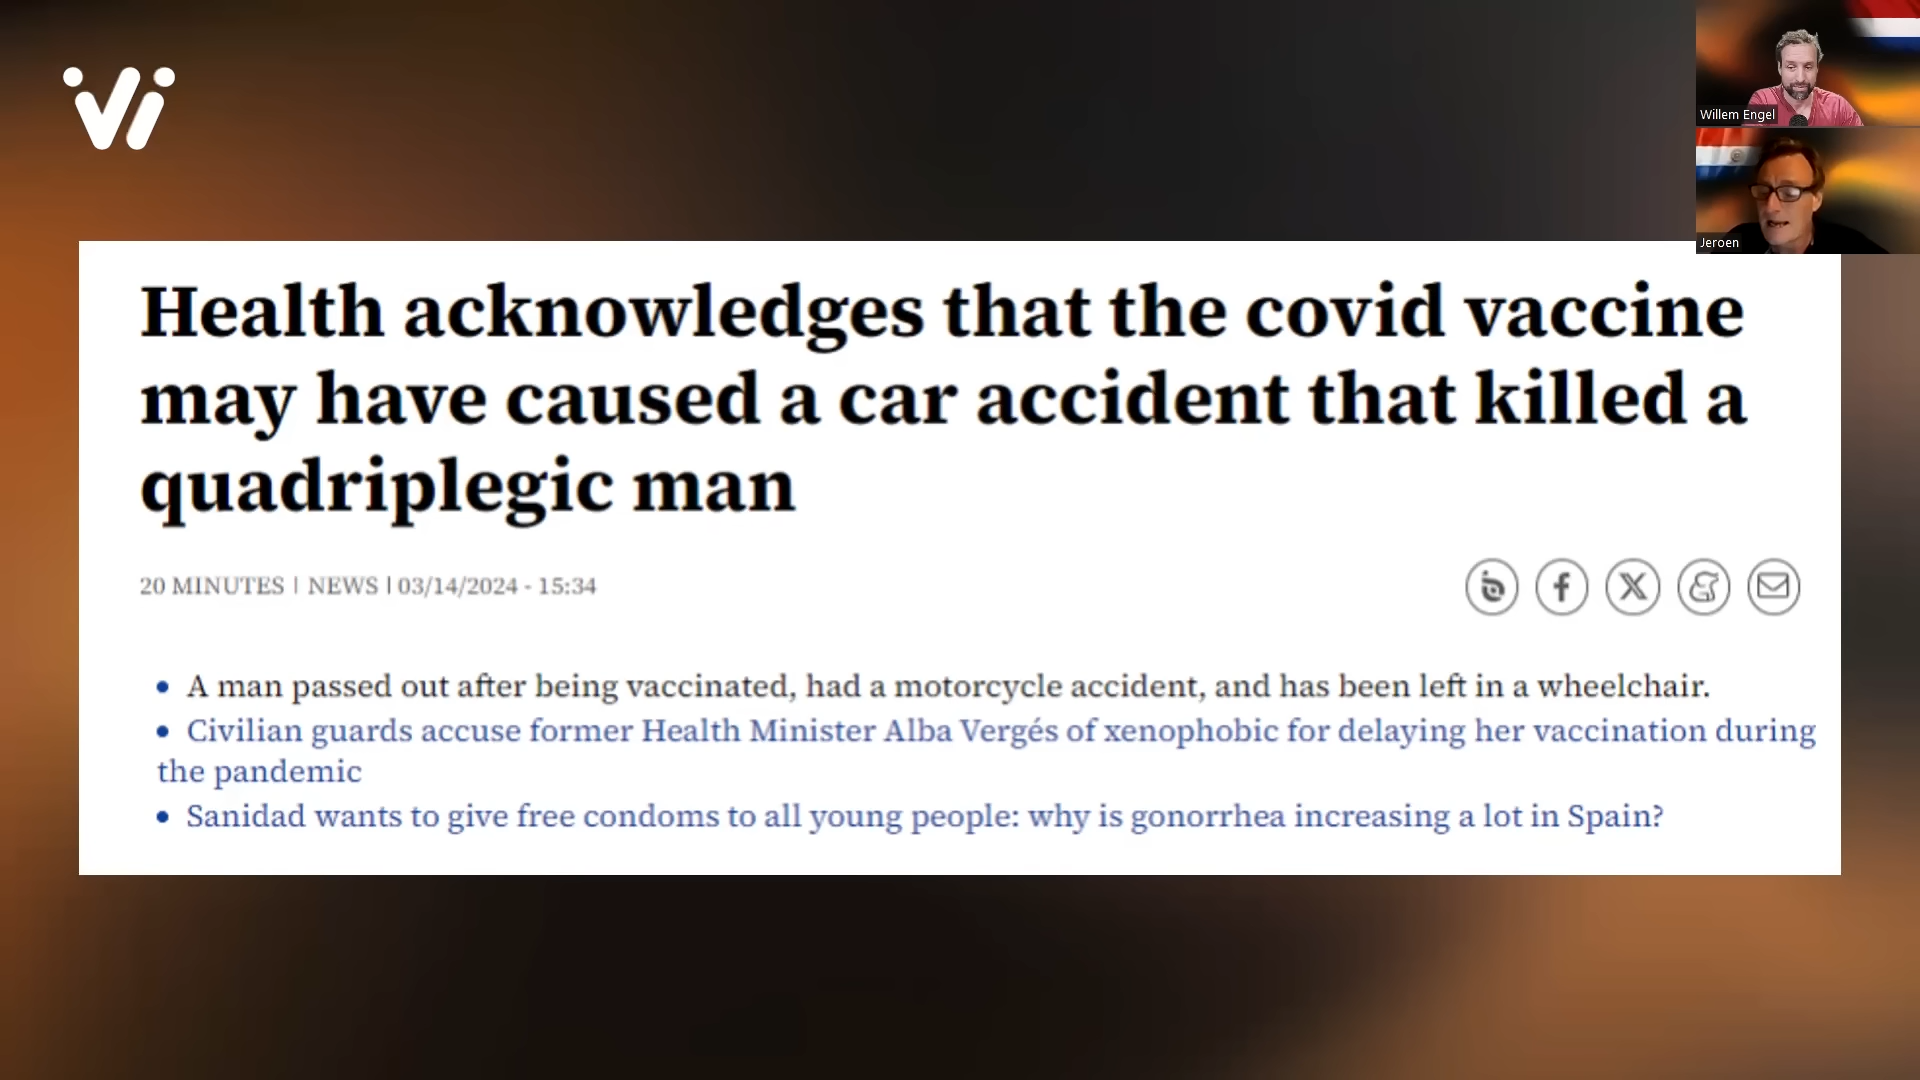 Vi
Willem Engel
Jeroen
Health acknowledges that the covid vaccine
may have caused a car accident that killed a
quadriplegic man
20 MINUTES | NEWS | 03/14/2024 - 15:34
• A man passed out after being vaccinated, had a motorcycle accident, and has been left in a wheelchair.
• Civilian guards accuse former Health Minister Alba Vergés of xenophobic for delaying her vaccination during
the pandemic
• Sanidad wants to give free condoms to all young people: why is gonorrhea increasing a lot in Spain?